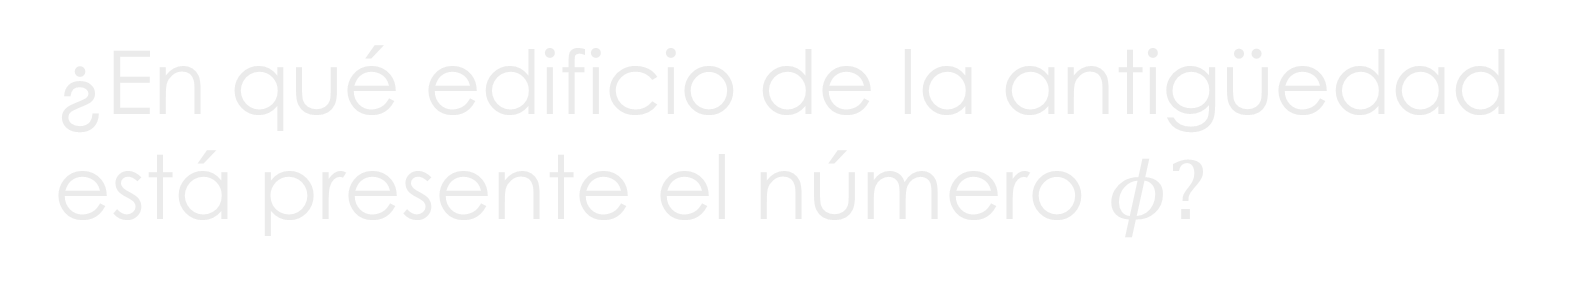 ¿En qué edificio de la antigüedad
está presente el número ϕ?